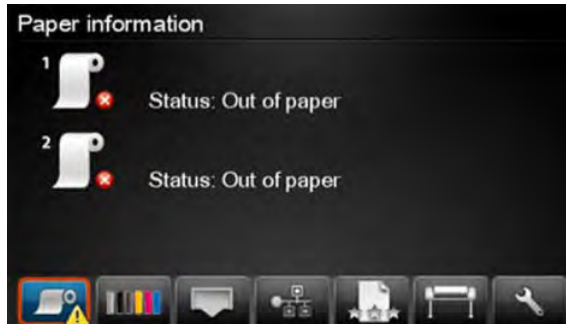 Paper information
1
Status: Out of paper
2
Status: Out of paper